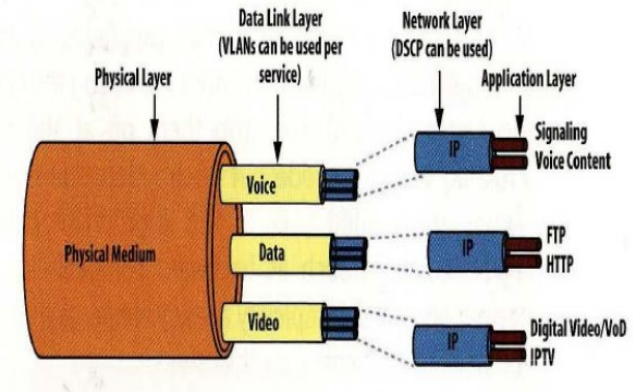 Data Link Layer
(VLANs can be used per
service)
Network Layer
(DSCP can be used)
Physical Layer
Application Layer
Physical Medium
Voice
Data
Video
IP
Signaling
Voice Content
IP
FTP
HTTP
IP
Digital Video/VoD
IPTV